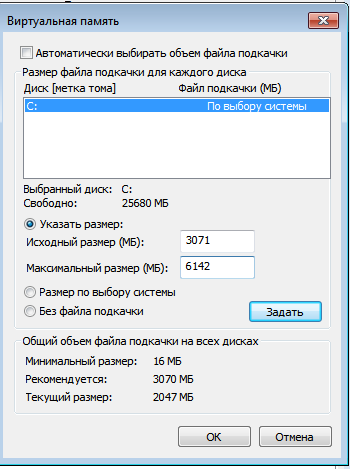 Виртуальная память
Автоматически выбирать объем файла подкачки
Размер файла подкачки для каждого диска
Диск [метка тома] Файл подкачки (МБ)
C: По выбору системы
Выбранный диск: C:
Свободно: 25680 МБ
Указать размер:
Исходный размер (МБ): 3071
Максимальный размер (МБ): 6142
Размер по выбору системы
Без файла подкачки Задать
Общий объем файла подкачки на всех дисках
Минимальный размер: 16 МБ
Рекомендуется: 3070 МБ
Текущий размер: 2047 МБ
ОК Отмена